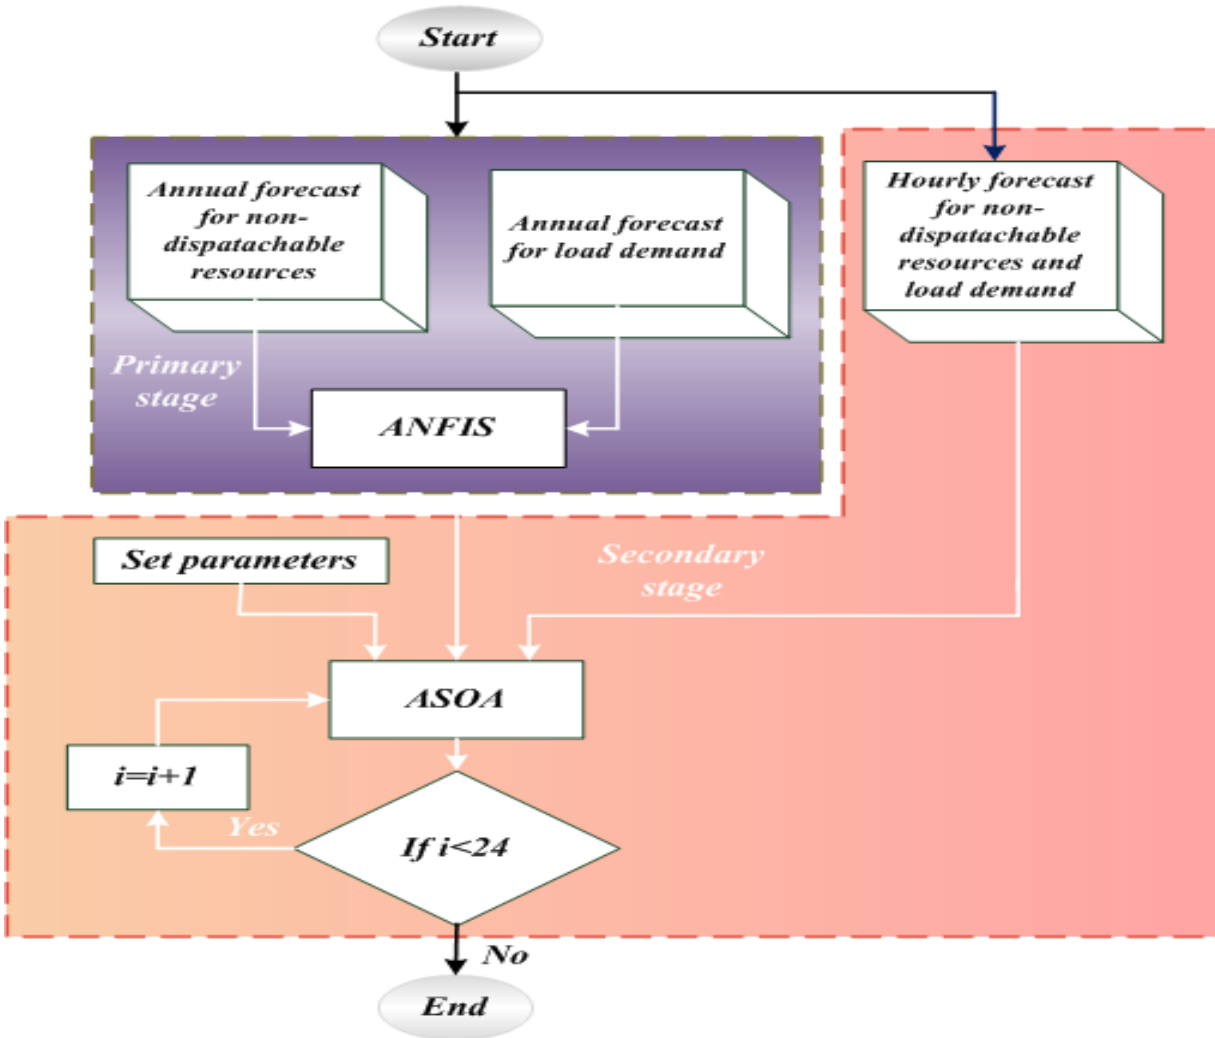 Start
Annual forecast
for non-
dispatachable
resources
Annual forecast
for load demand
Hourly forecast
for non-
dispatachable
resources and
load demand
Primary
stage
ANFIS
Set parameters
Secondary
stage
ASOA
i=i+1
Yes
If i<24
No
End